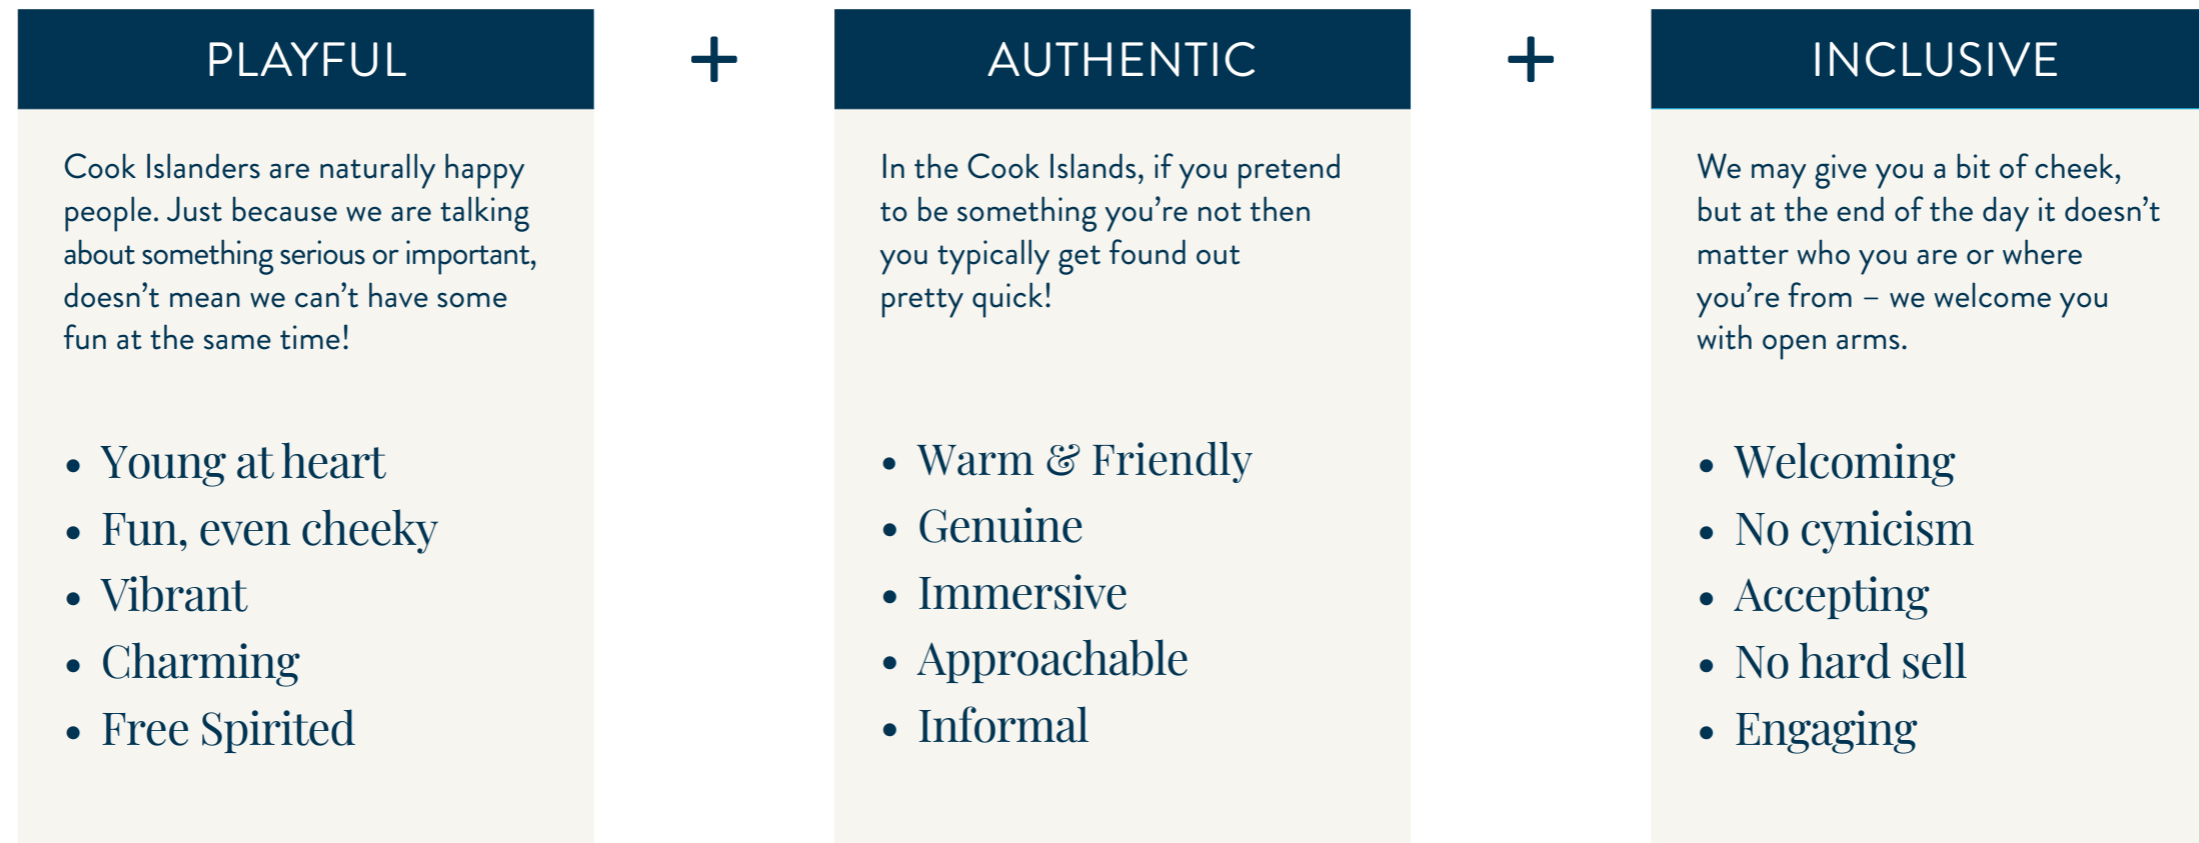 PLAYFUL
Cook Islanders are naturally happy
people. Just because we are talking
about something serious or important,
doesn’t mean we can’t have some
fun at the same time!
• Young at heart
• Fun, even cheeky
• Vibrant
• Charming
• Free Spirited
+
AUTHENTIC
In the Cook Islands, if you pretend
to be something you’re not then
you typically get found out
pretty quick!
• Warm & Friendly
• Genuine
• Immersive
• Approachable
• Informal
+
INCLUSIVE
We may give you a bit of cheek,
but at the end of the day it doesn’t
matter who you are or where
you’re from – we welcome you
with open arms.
• Welcoming
• No cynicism
• Accepting
• No hard sell
• Engaging